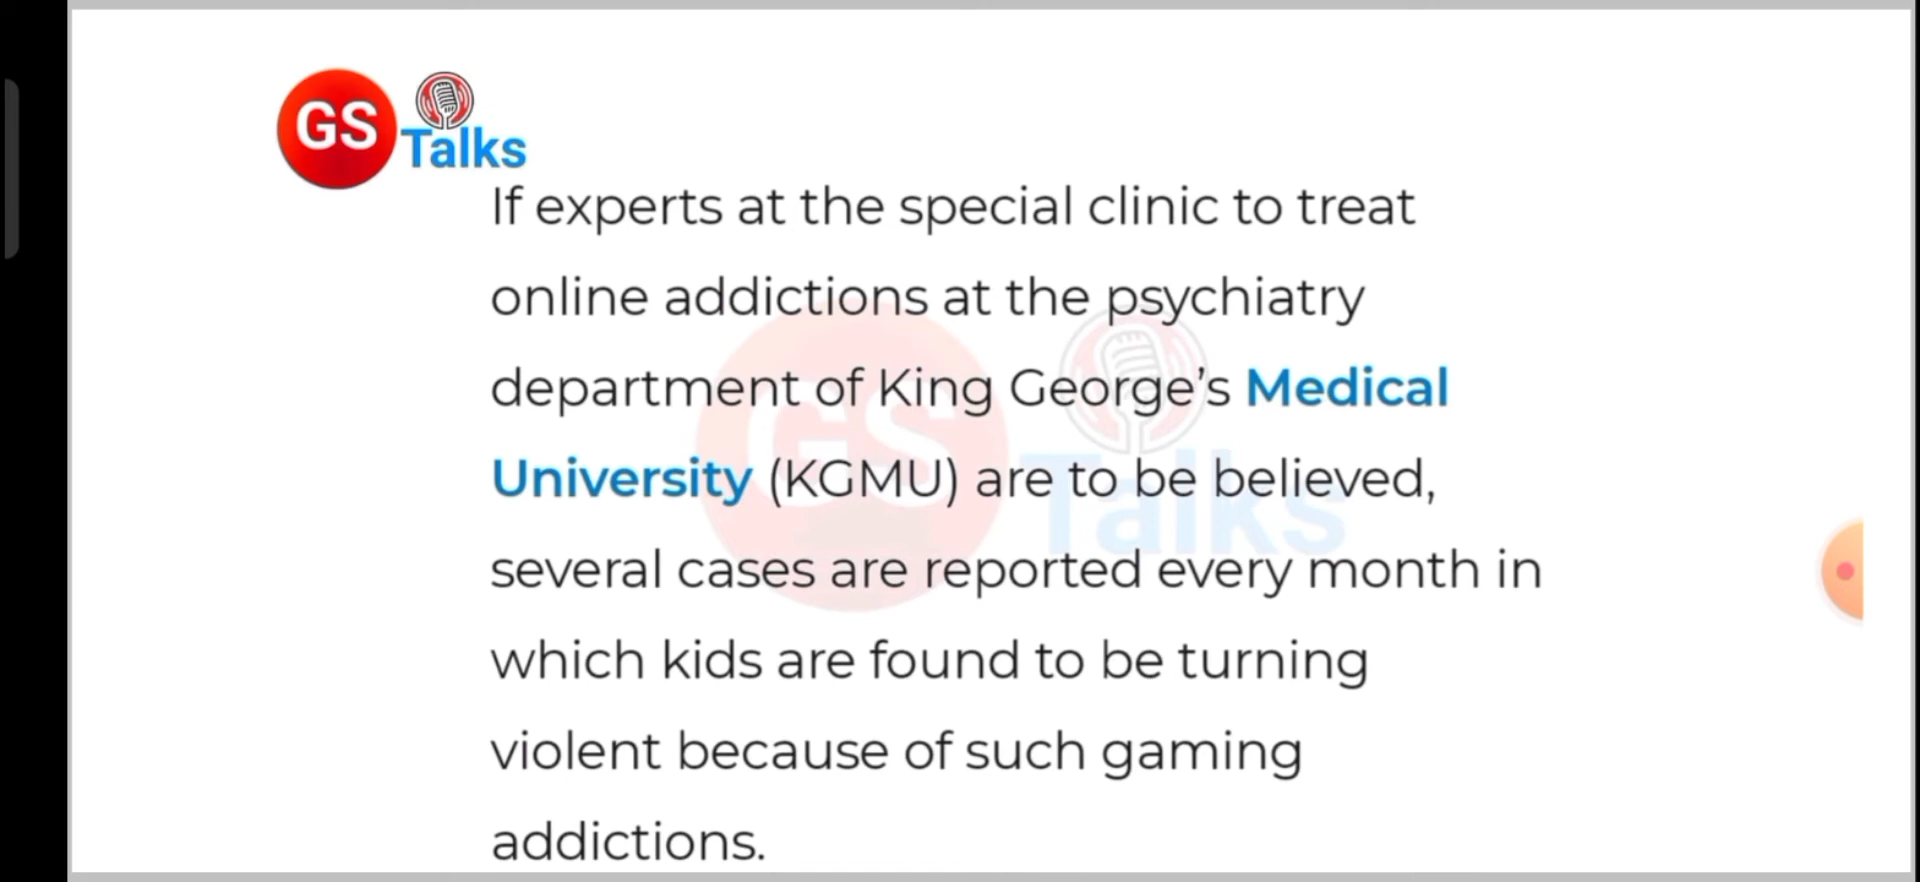 GS Talks
If experts at the special clinic to treat
online addictions at the psychiatry
department of King George's Medical
University (KGMU) are to be believed,
several cases are reported every month in
which kids are found to be turning
violent because of such gaming
addictions.
GS Talks